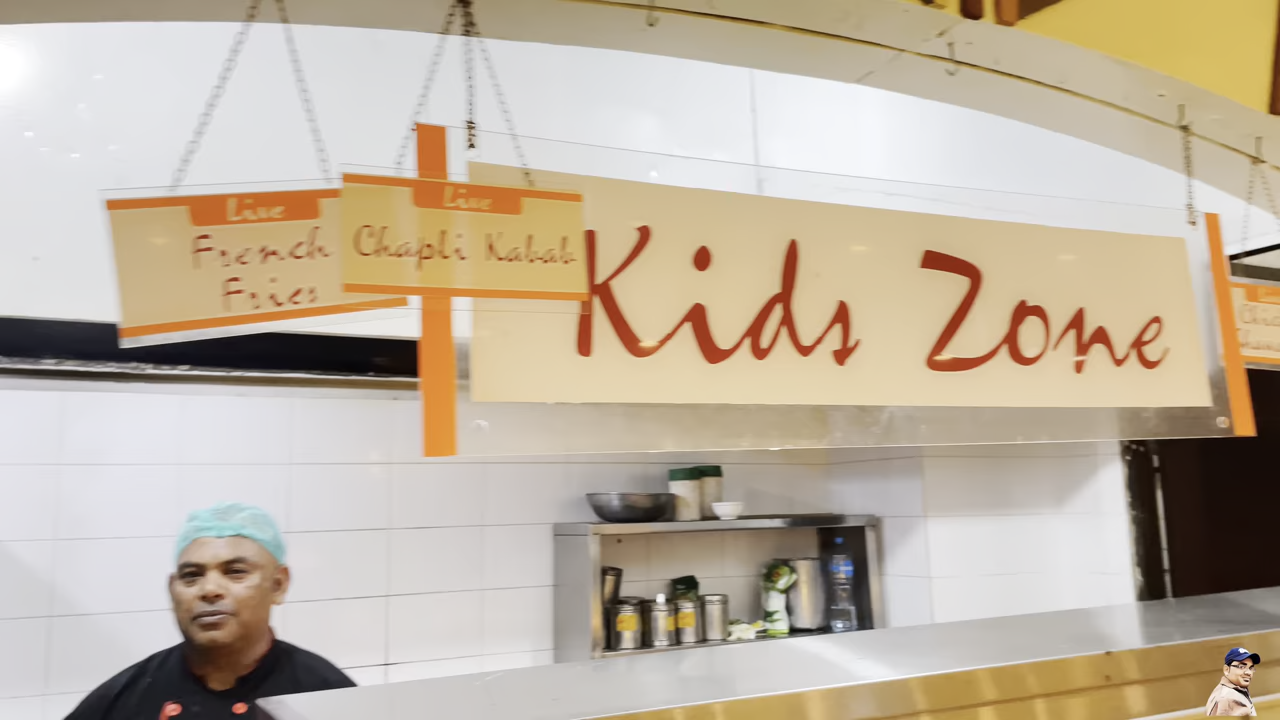 Live
French
Fries
Live
Chapli Kabab
Kids Zone